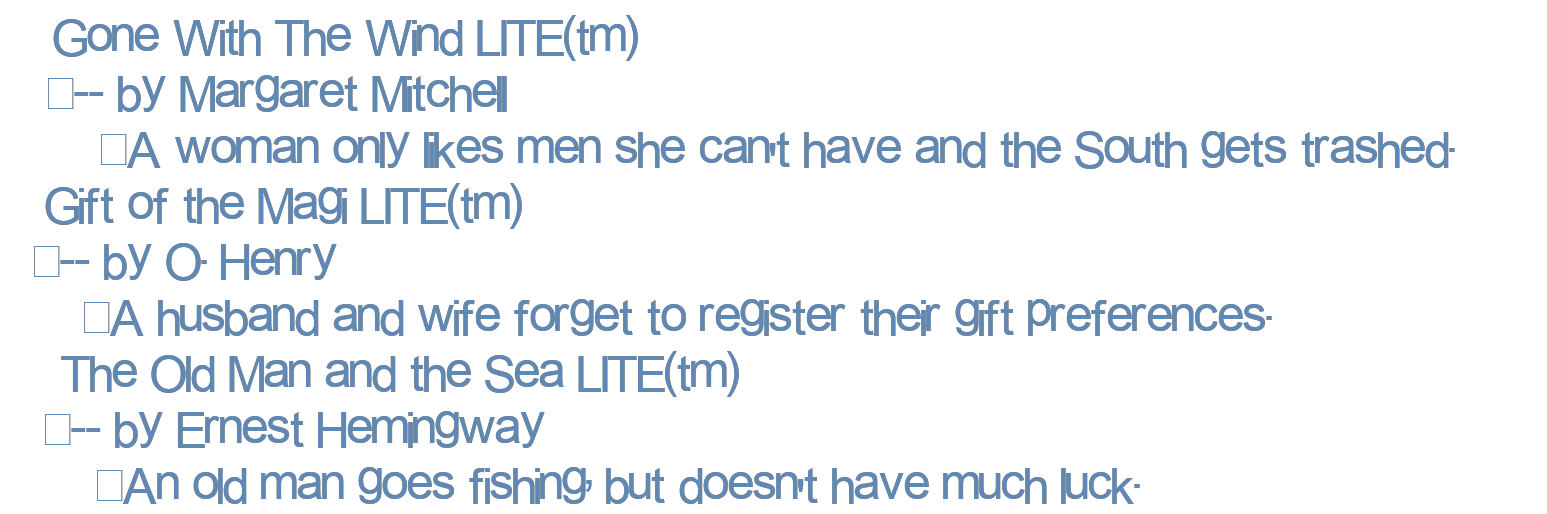 Gone With The Wind LITE(tm)
-- by Margaret Mitchell
A woman only likes men she can't have and the South gets trashed.
Gift of the Magi LITE(tm)
-- by O. Henry
A husband and wife forget to register their gift preferences.
The Old Man and the Sea LITE(tm)
-- by Ernest Hemingway
An old man goes fishing, but doesn't have much luck.